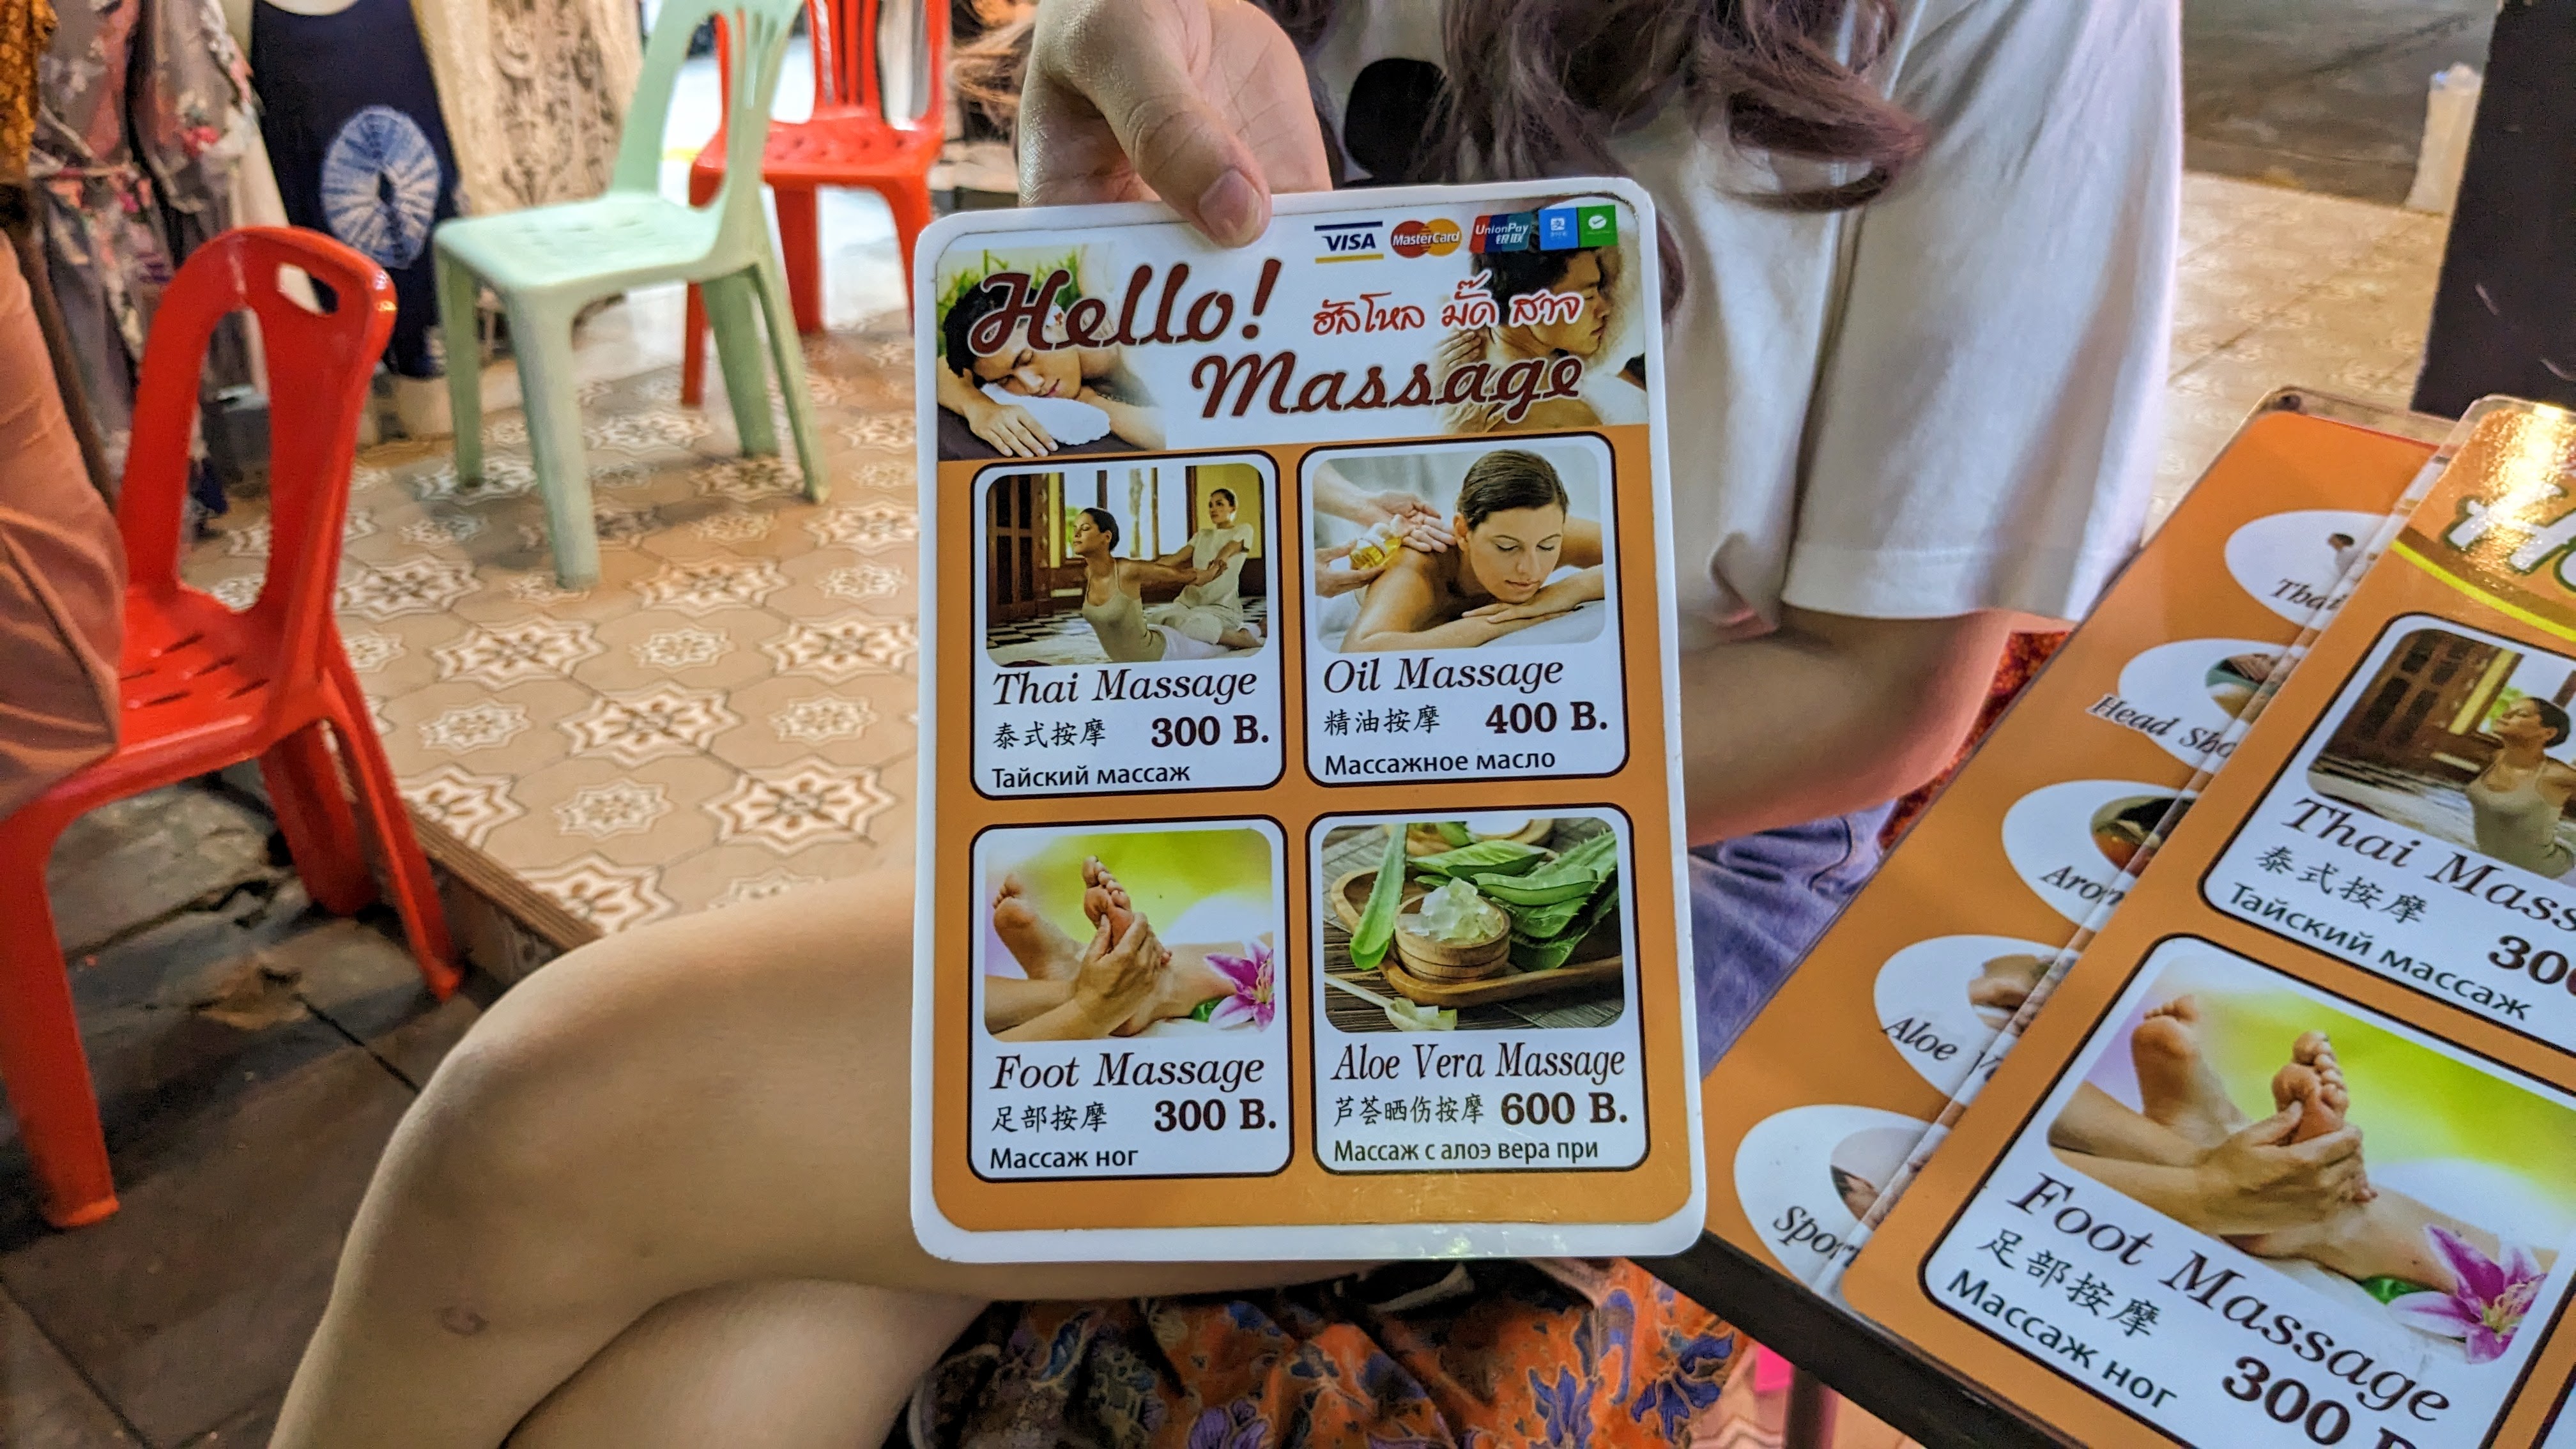 VISA MasterCard UnionPay 银联
Hello!
ฮัลโหล มั๊ด สาจ
Massage
Thai Massage
泰式按摩 300 B.
Тайский массаж
Oil Massage
精油按摩 400 B.
Массажное масло
Foot Massage
足部按摩 300 B.
Массаж ног
Aloe Vera Massage
芦荟晒伤按摩 600 B.
Массаж с алоэ вера при
Thai
Head
Aloe
Thai
泰式按摩
Тайский массаж
Foot Massage
足部按摩 300
Массаж ног